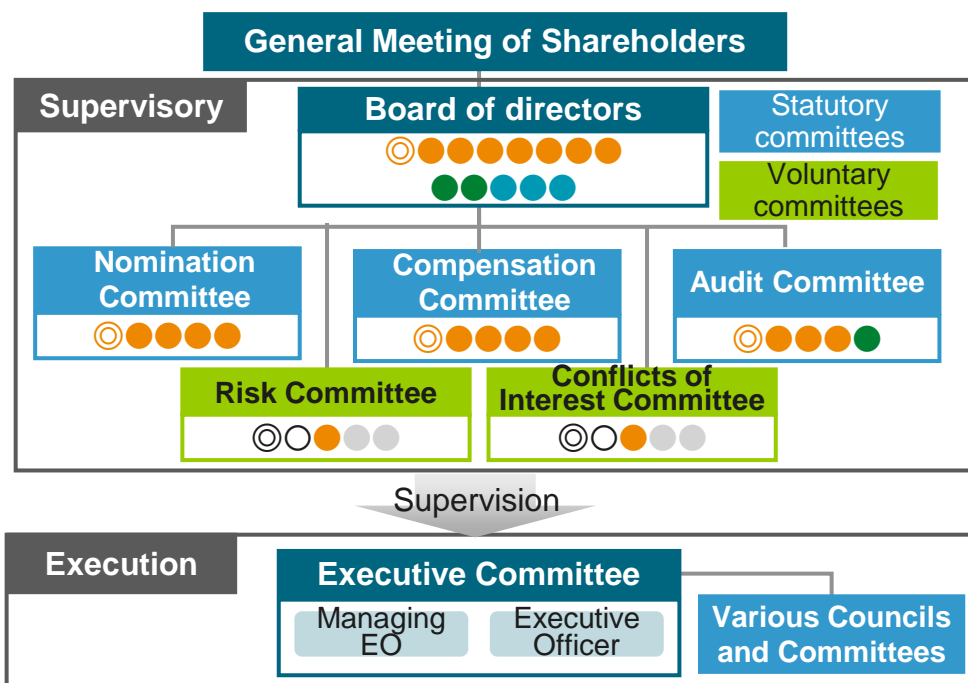 General Meeting of Shareholders
Supervisory
Board of directors
Statutory
committees
Voluntary
committees
Nomination
Committee
Compensation
Committee
Audit Committee
Risk Committee
Conflicts of
Interest Committee
Supervision
Execution
Executive Committee
Managing
EO
Executive
Officer
Various Councils
and Committees